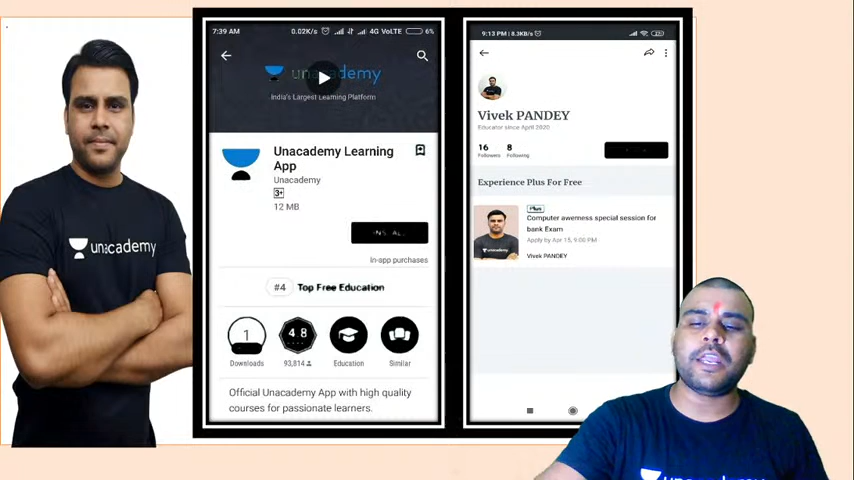 unacademy
7:39 AM
0.02K/s
4G VoLTE
6%
unacademy
India's Largest Learning Platform
Unacademy Learning
App
Unacademy
3+
12 MB
INSTALL
In-app purchases
#4 Top Free Education
1
4 8
Downloads
93,814
Education
Similar
Official Unacademy App with high quality
courses for passionate learners.
9:13 PM | 8.3KB/s
Vivek PANDEY
Educator since April 2020
16 8
Followers Following
Experience Plus For Free
Plus
Computer awerness special session for
bank Exam
Apply by Apr 15, 9:00 PM
Vivek PANDEY
unacademy